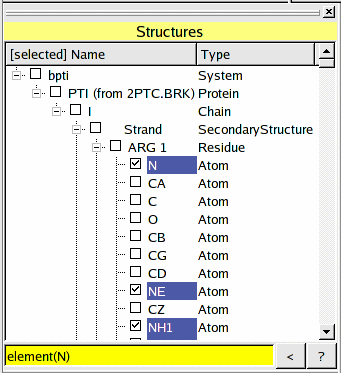 Structures
[selected] Name Type
bpti System
PTI (from 2PTC.BRK) Protein
I Chain
Strand SecondaryStructure
ARG 1 Residue
N Atom
CA Atom
C Atom
O Atom
CB Atom
CG Atom
CD Atom
NE Atom
CZ Atom
NH1 Atom
element(N) < ?